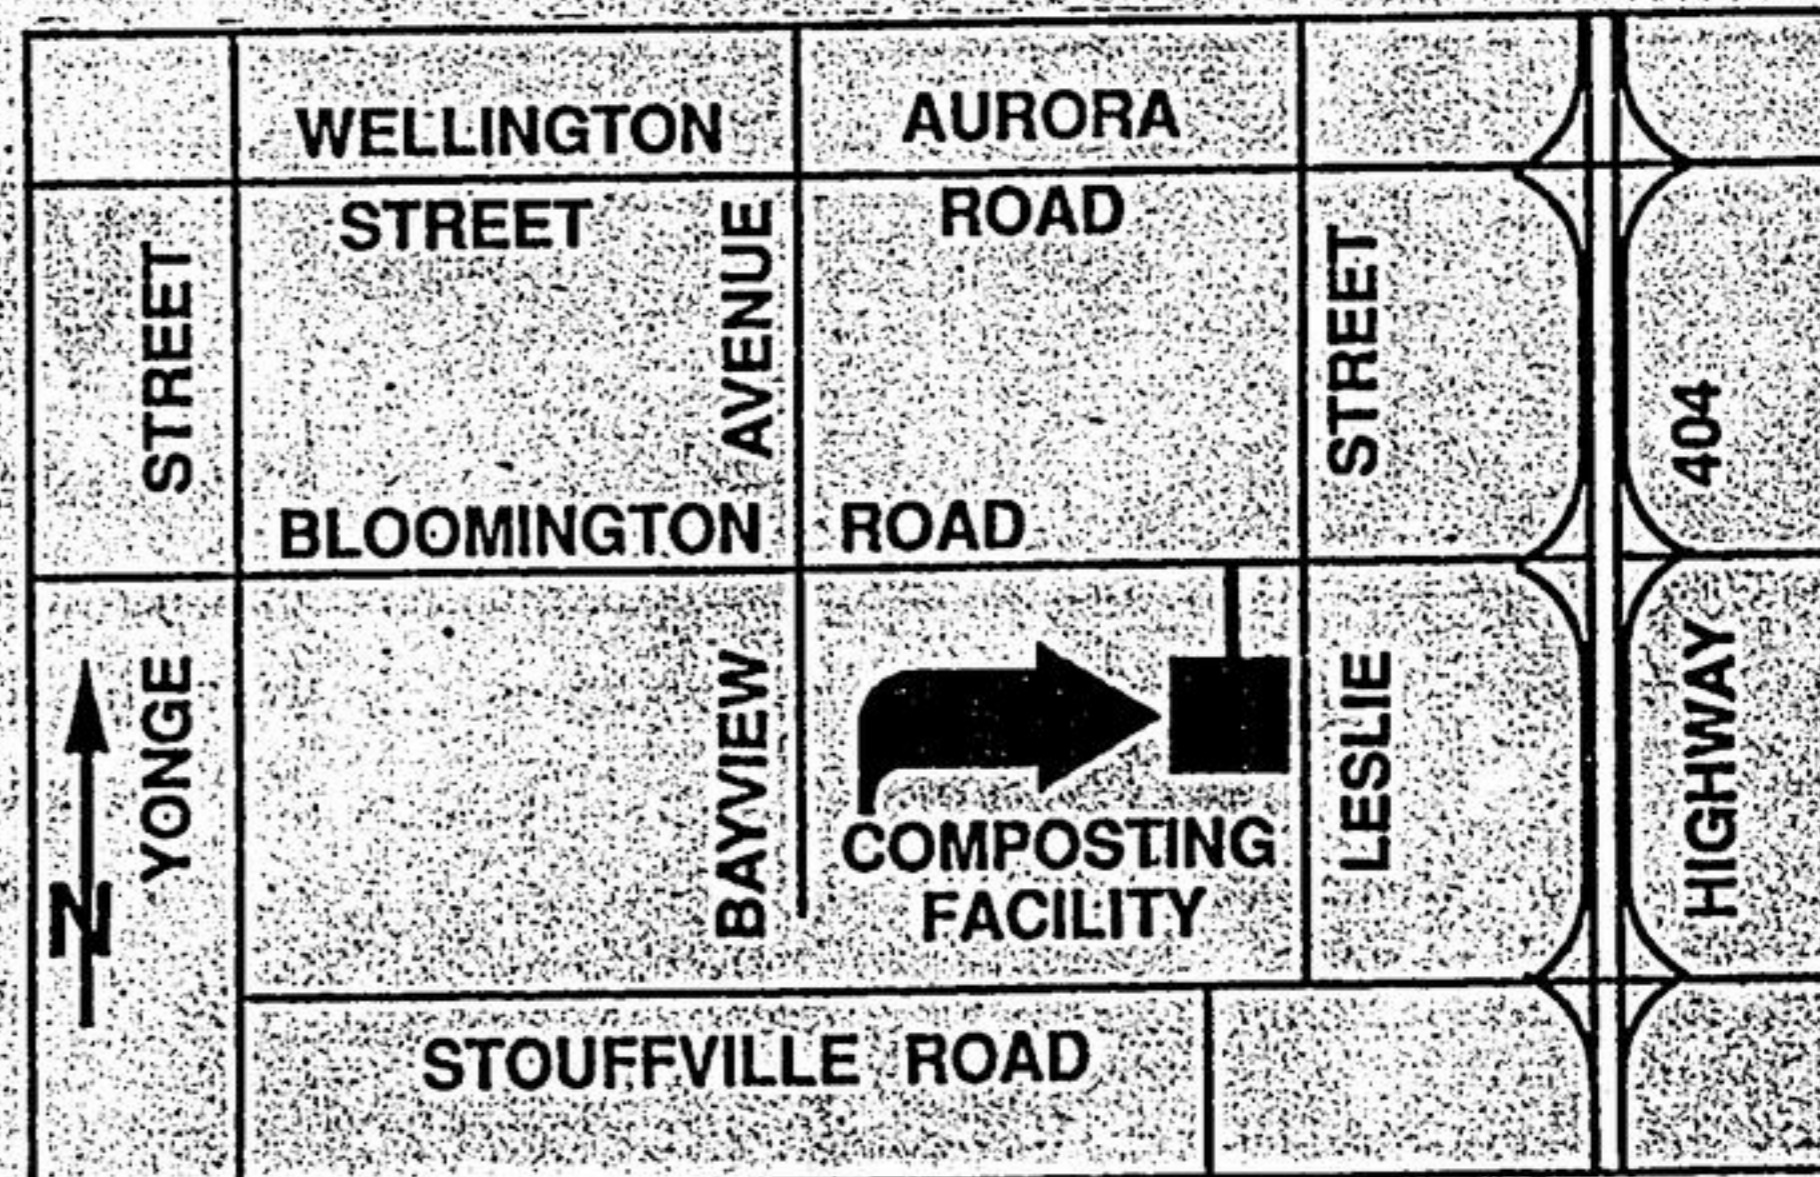 WELLINGTON
STREET
AURORA
ROAD
YONGE STREET
BAYVIEW AVENUE
LESLIE STREET
HIGHWAY 404
BLOOMINGTON ROAD
N
COMPOSTING
FACILITY
STOUFFVILLE ROAD